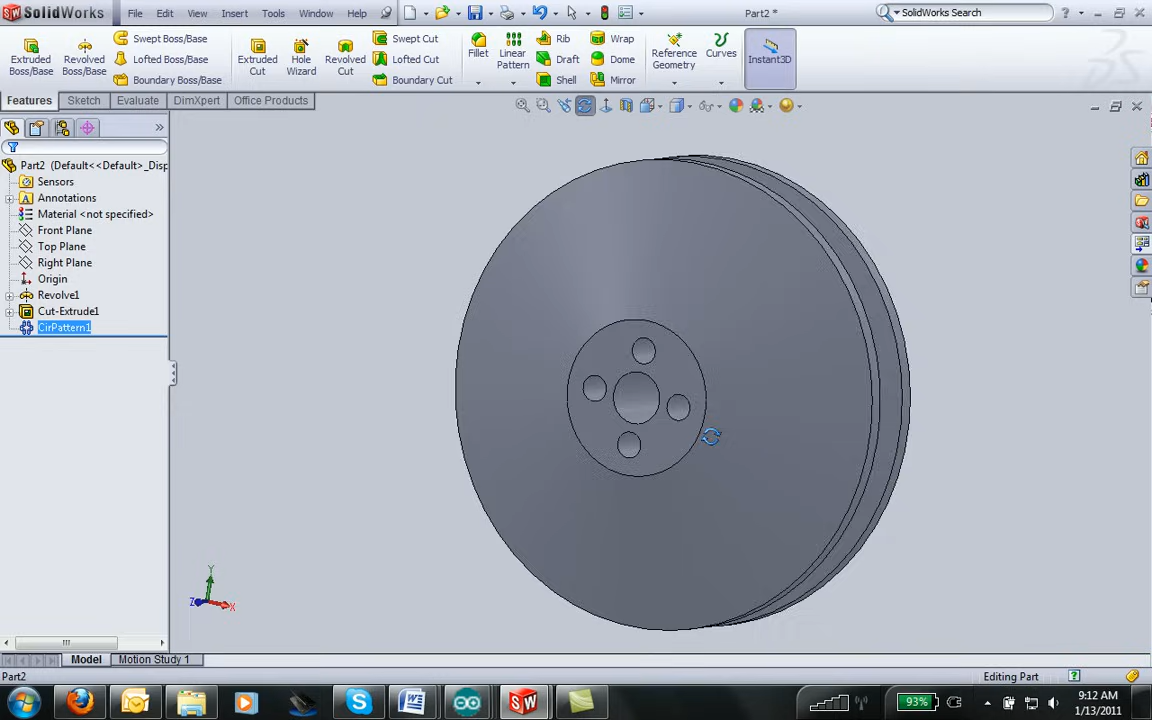 SolidWorks File Edit View Insert Tools Window Help Part2 * SolidWorks Search
Extruded Boss/Base
Revolved Boss/Base
Swept Boss/Base
Lofted Boss/Base
Boundary Boss/Base
Extruded Cut
Hole Wizard
Revolved Cut
Swept Cut
Lofted Cut
Boundary Cut
Fillet
Linear Pattern
Rib
Draft
Shell
Wrap
Dome
Mirror
Reference Geometry
Curves
Instant3D
Features Sketch Evaluate DimXpert Office Products
Part2 (Default<<Default>_Disp
Sensors
Annotations
Material <not specified>
Front Plane
Top Plane
Right Plane
Origin
Revolve1
Cut-Extrude1
CirPattern1
Y
Z X
Model Motion Study 1
Part2 Editing Part
93% 9:12 AM
1/13/2011